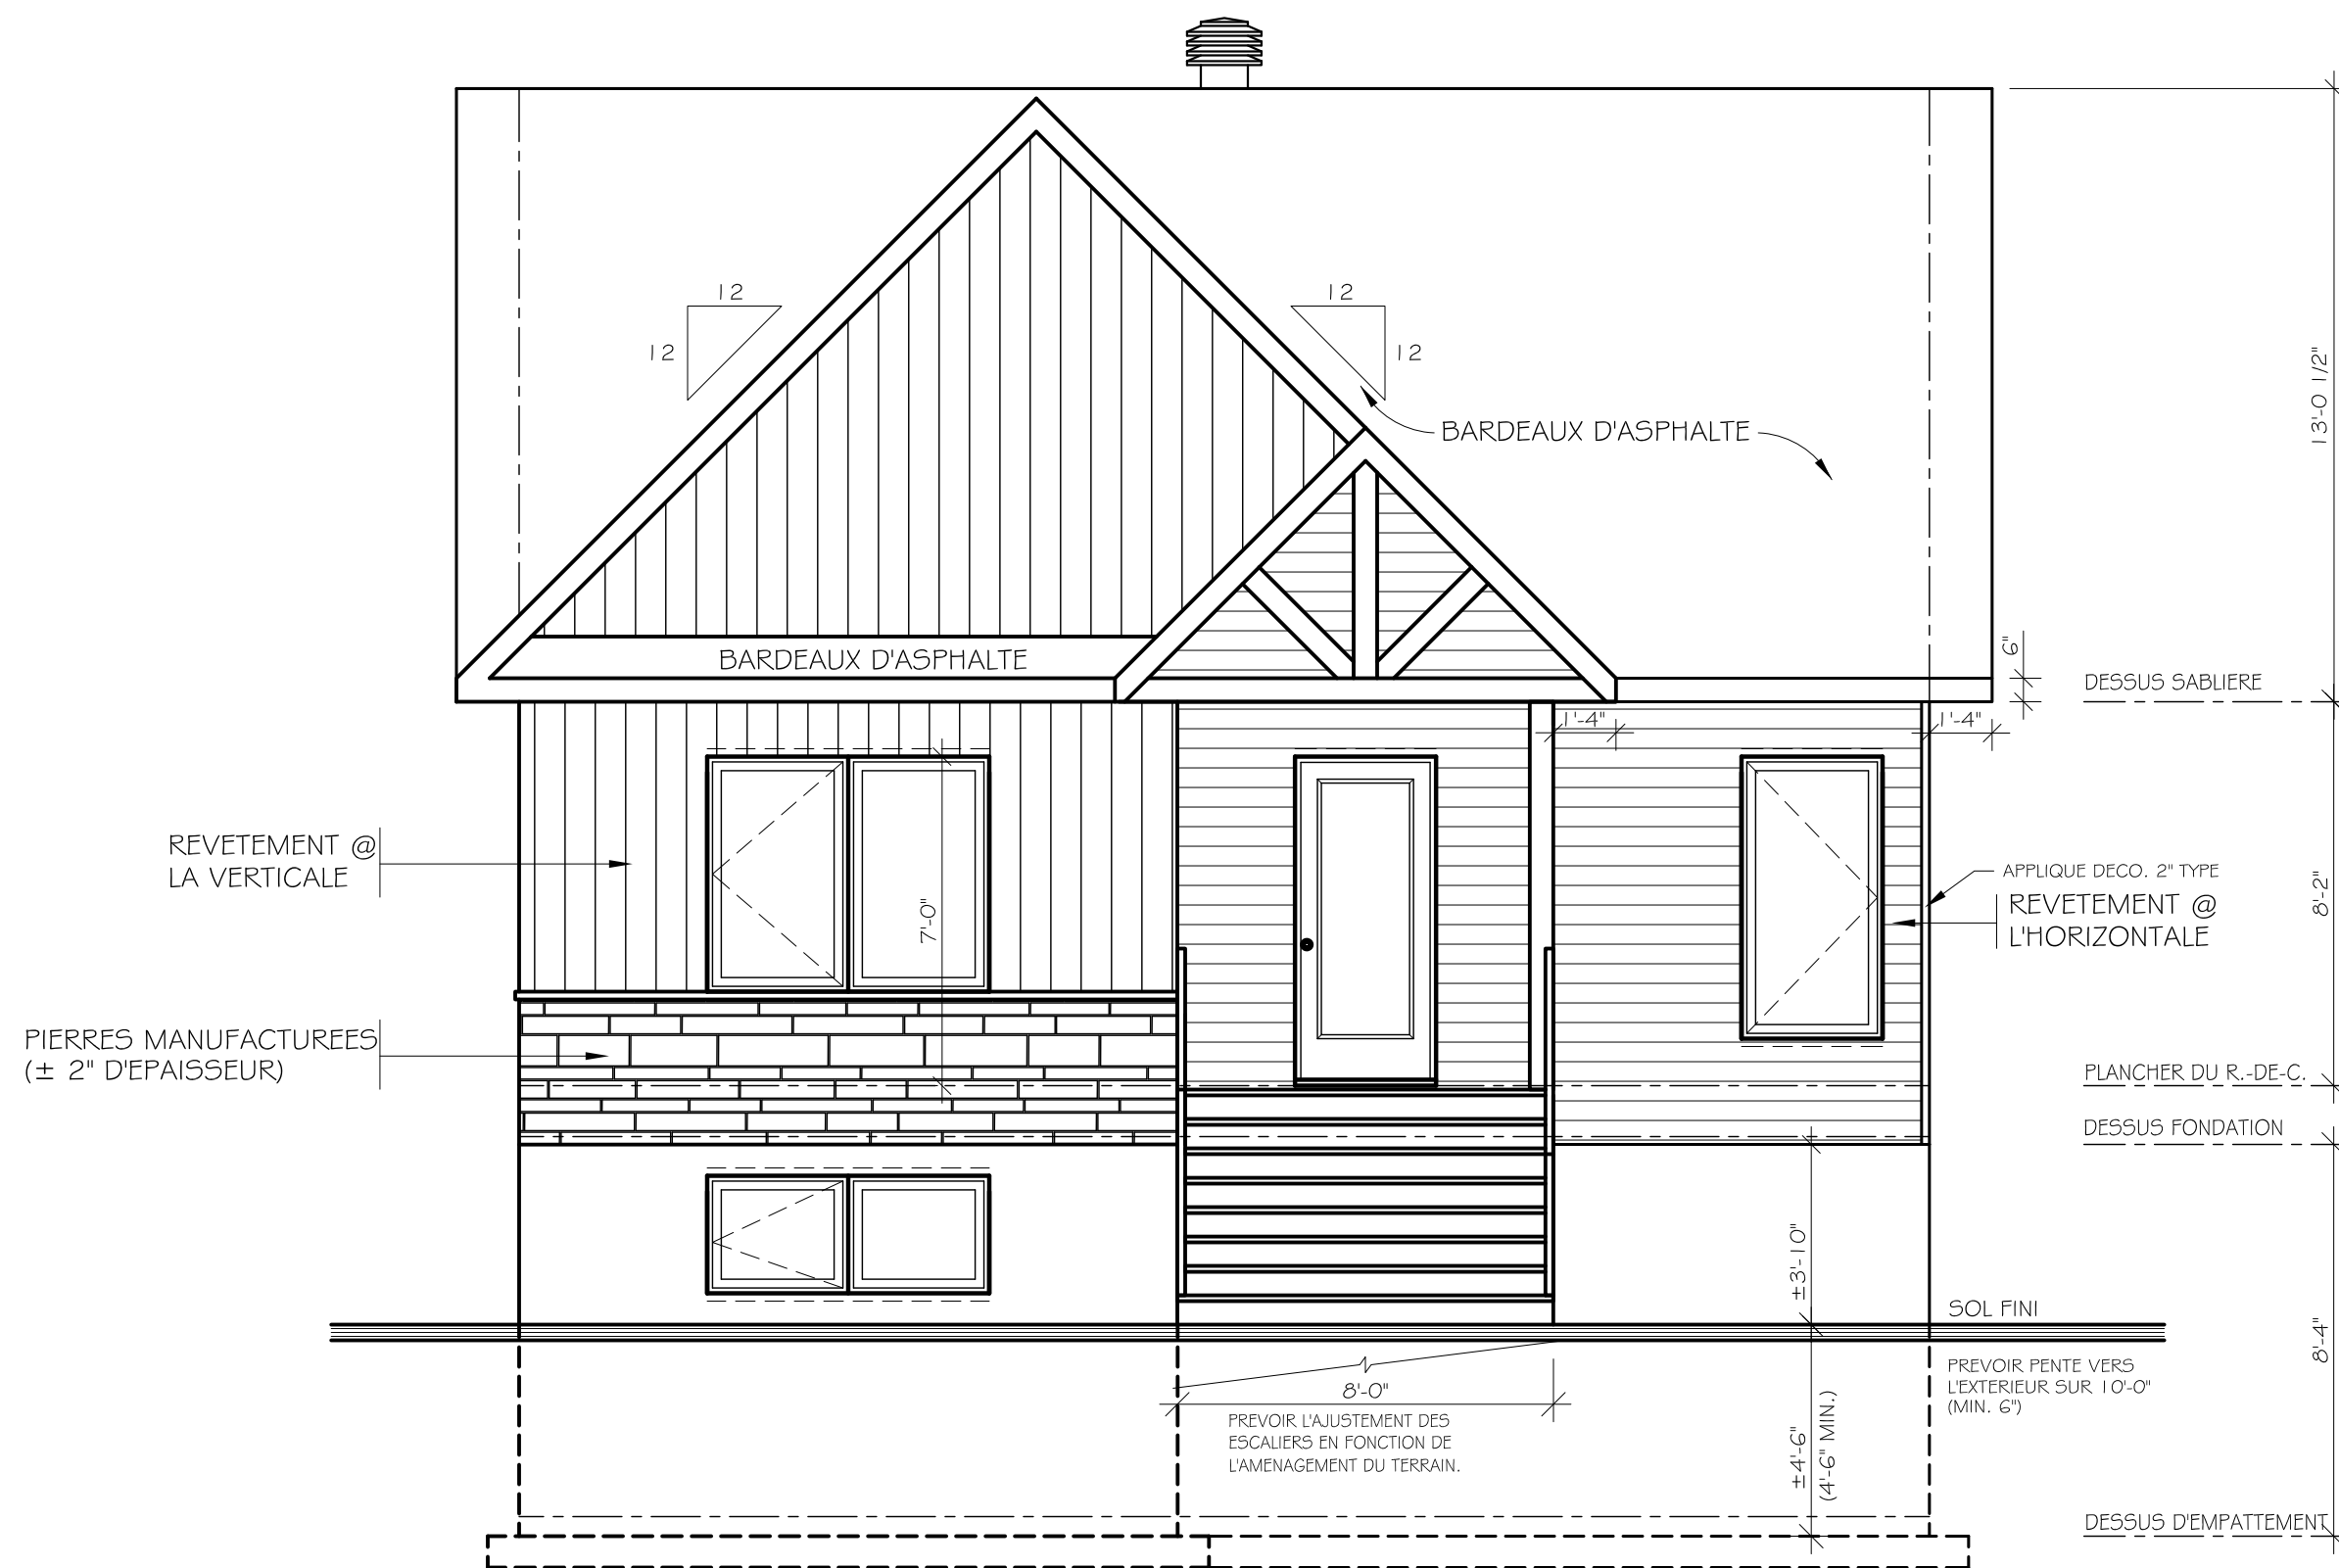 12
12
12
12
BARDEAUX D'ASPHALTE
13'-0 1/2"
BARDEAUX D'ASPHALTE
6"
DESSUS SABLIERE
1'-4"
1'-4"
REVETEMENT @
LA VERTICALE
7'-0"
APPLIQUE DECO. 2" TYPE
REVETEMENT @
L'HORIZONTALE
8'-2"
PIERRES MANUFACTUREES
(± 2" D'EPAISSEUR)
PLANCHER DU R.-DE-C.
DESSUS FONDATION
±3'-10"
SOL FINI
8'-4"
PREVOIR PENTE VERS
L'EXTERIEUR SUR 10'-0"
(MIN. 6")
8'-0"
PREVOIR L'AJUSTEMENT DES
ESCALIERS EN FONCTION DE
L'AMENAGEMENT DU TERRAIN.
±4'-6"
(4'-6" MIN.)
DESSUS D'EMPATTEMENT